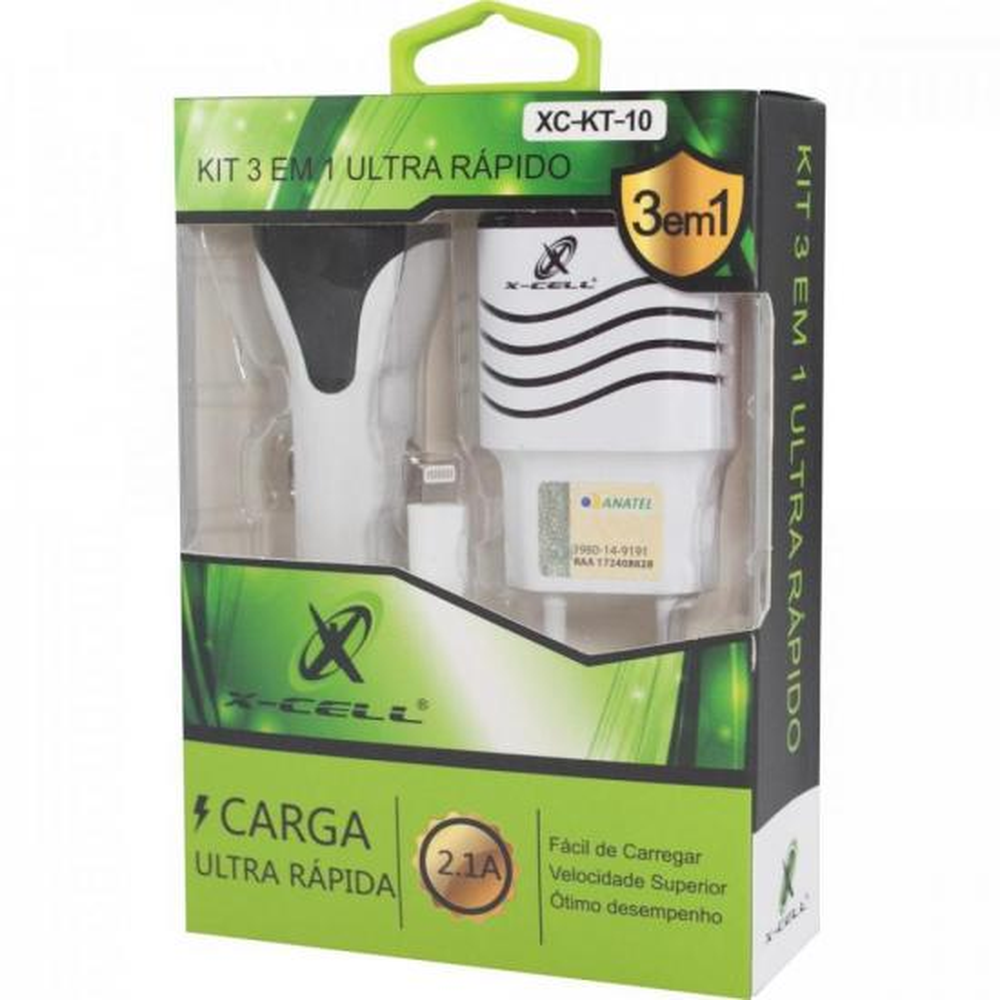 XC-KT-10
KIT 3 EM 1 ULTRA RÁPIDO
3em1
X-CELL®
ANATEL
3980-14-9191
X-CELL®
CARGA
ULTRA RÁPIDA
2.1A
Fácil de Carregar
Velocidade Superior
Ótimo desempenho
KIT 3 EM 1 ULTRA RÁPIDO
X-CELL